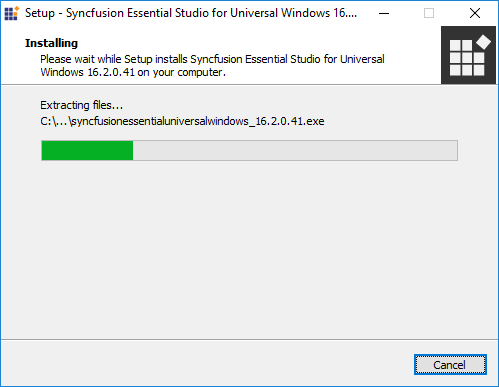 Setup - Syncfusion Essential Studio for Universal Windows 16....
Installing
Please wait while Setup installs Syncfusion Essential Studio for Universal
Windows 16.2.0.41 on your computer.
Extracting files...
C:\...\syncfusionessentialuniversalwindows_16.2.0.41.exe
Cancel